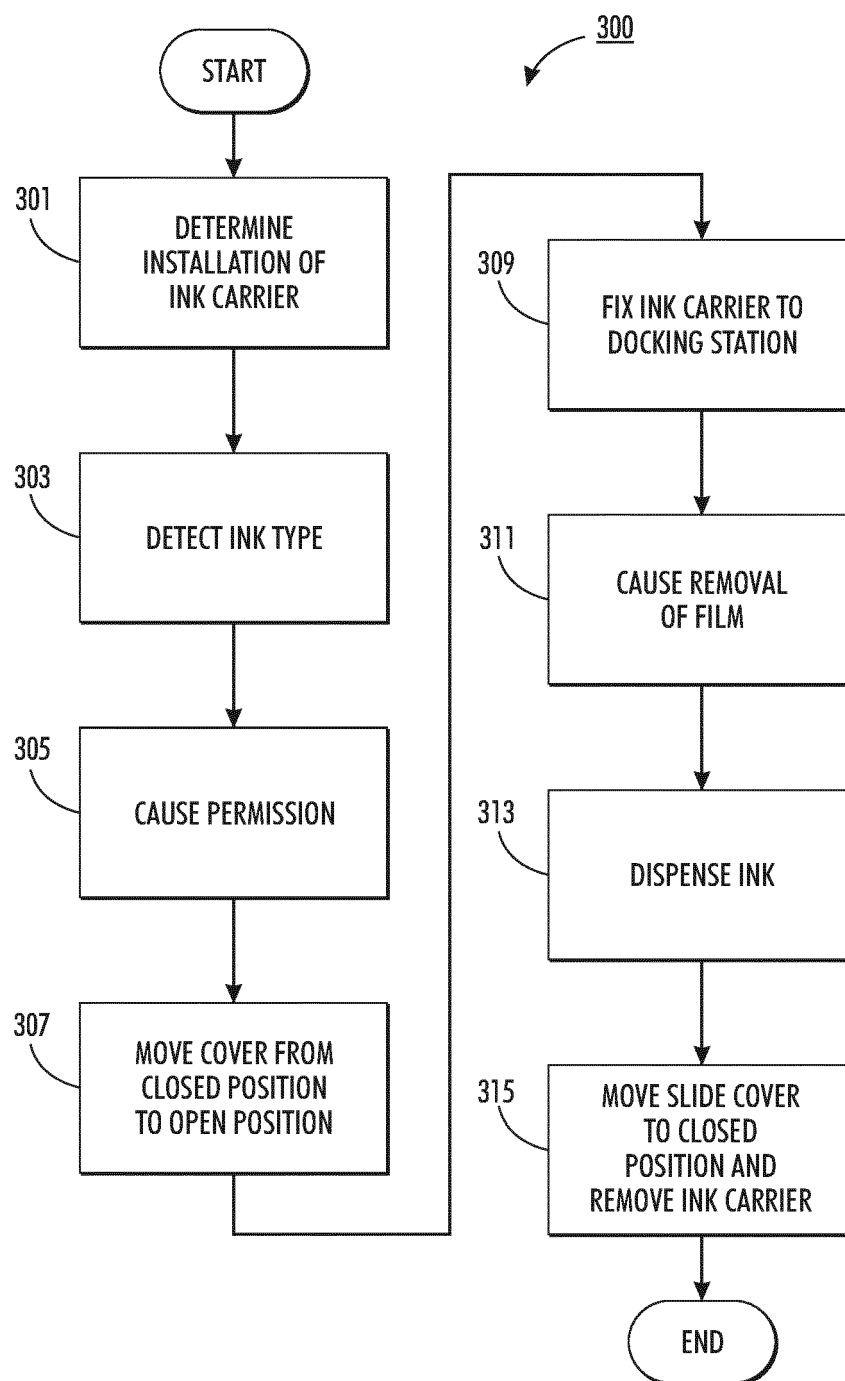 300
START
301
DETERMINE
INSTALLATION OF
INK CARRIER
303
DETECT INK TYPE
305
CAUSE PERMISSION
307
MOVE COVER FROM
CLOSED POSITION
TO OPEN POSITION
309
FIX INK CARRIER TO
DOCKING STATION
311
CAUSE REMOVAL
OF FILM
313
DISPENSE INK
315
MOVE SLIDE COVER
TO CLOSED
POSITION AND
REMOVE INK CARRIER
END